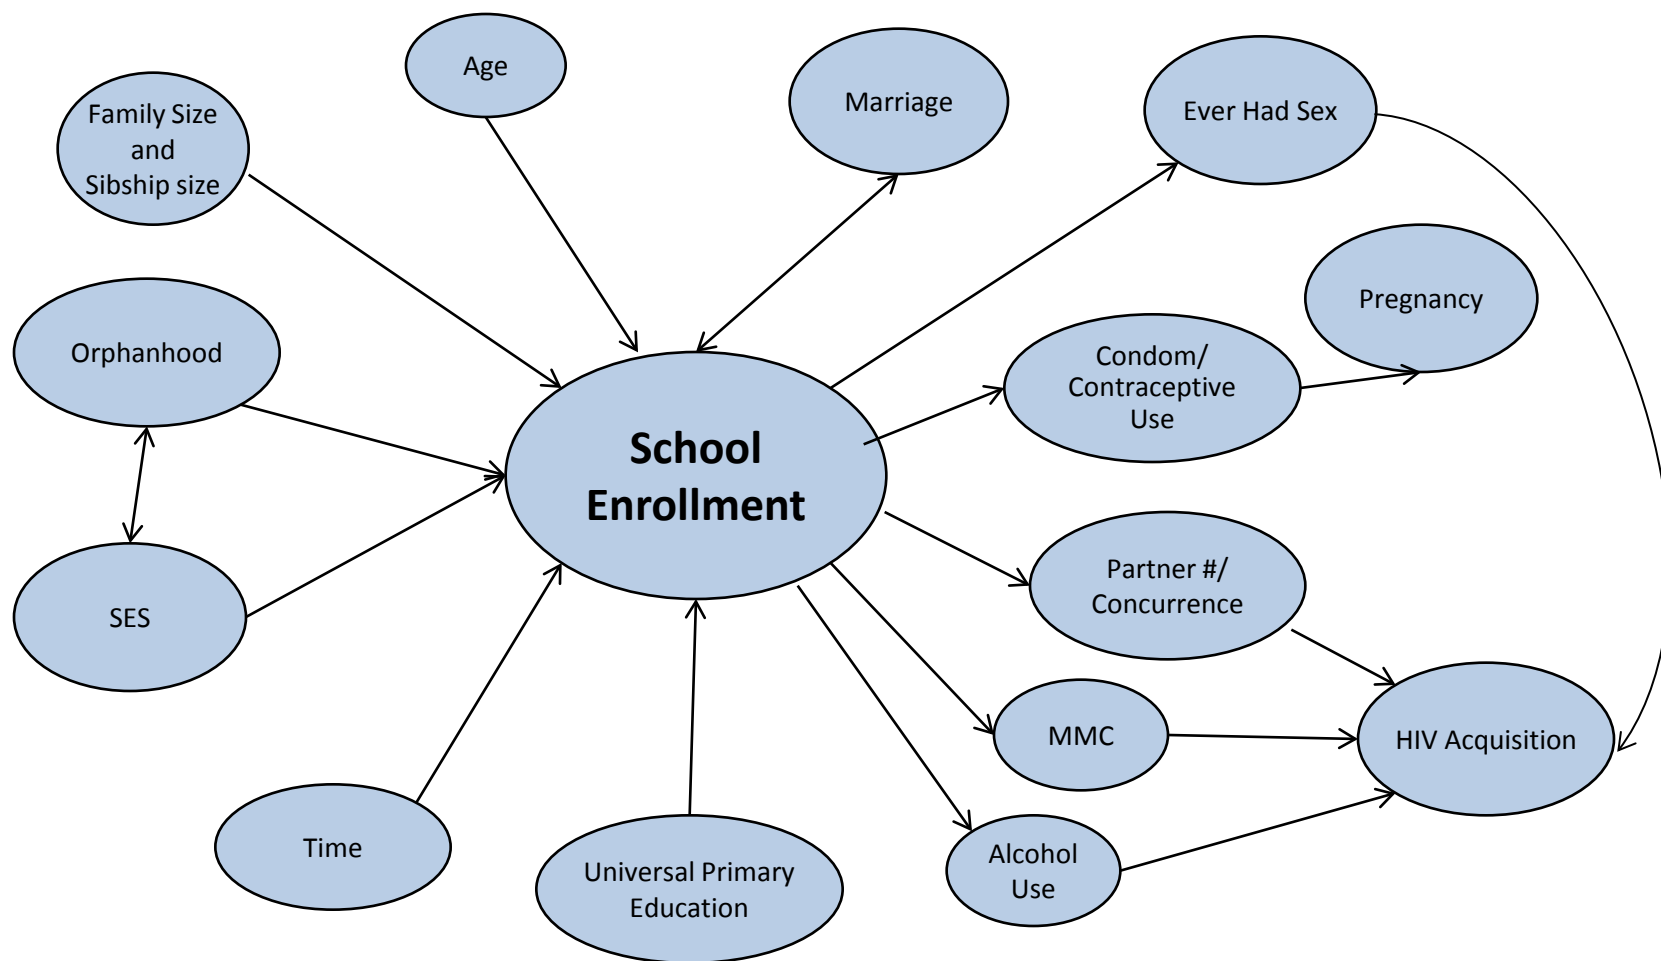 Age
Marriage
Ever Had Sex
Family Size
and
Sibship size
Pregnancy
Orphanhood
Condom/
Contraceptive
Use
School
Enrollment
Partner #/
Concurrence
SES
MMC
HIV Acquisition
Time
Universal Primary
Education
Alcohol
Use